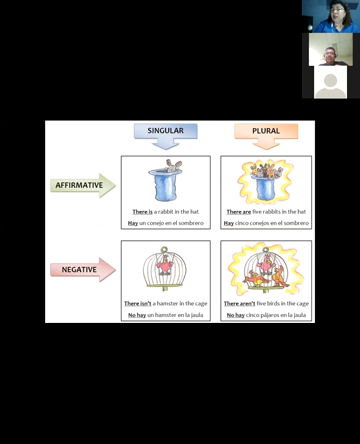 SINGULAR
PLURAL
AFFIRMATIVE
There is a rabbit in the hat
Hay un conejo en el sombrero
There are five rabbits in the hat
Hay cinco conejos en el sombrero
NEGATIVE
There isn't a hamster in the cage
No hay un hamster en la jaula
There aren't five birds in the cage
No hay cinco pájaros en la jaula